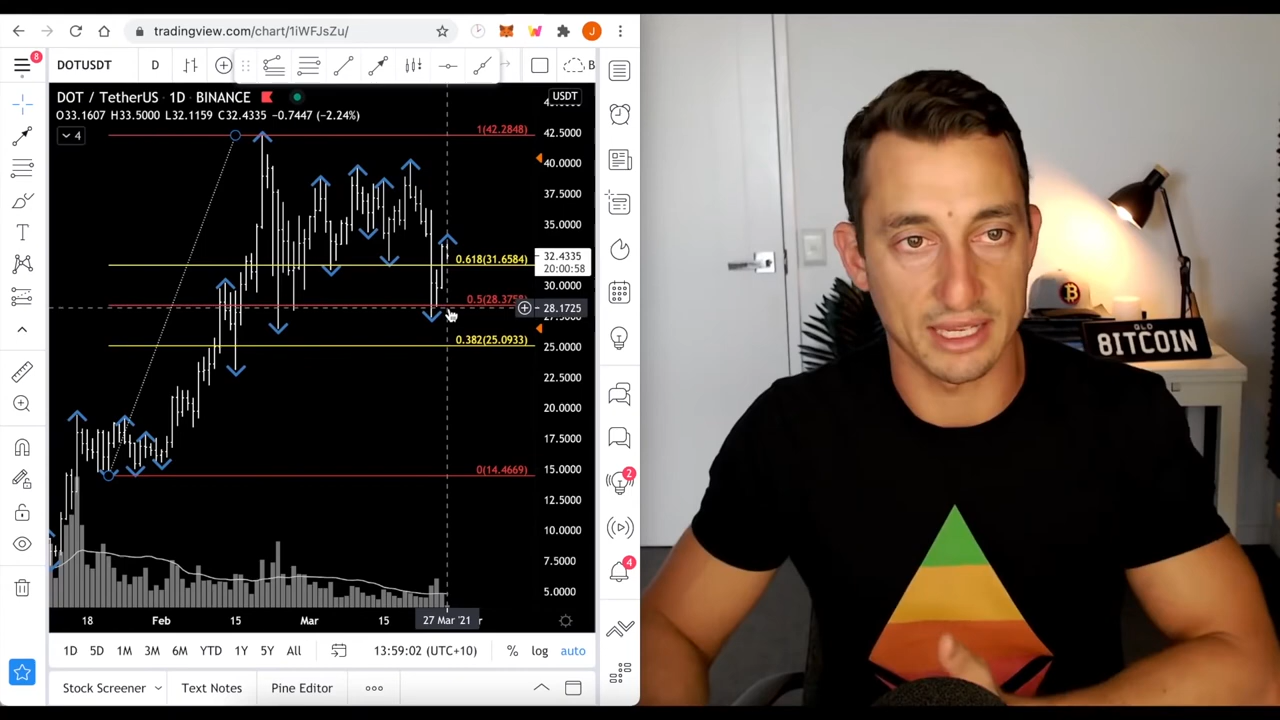 tradingview.com/chart/1iWFJsZu/
J
8
DOTUSDT
D
B
DOT / TetherUS · 1D · BINANCE
USDT
O33.1607 H33.5000 L32.1159 C32.4335 −0.7447 (−2.24%)
4
1(42.2848)
42.5000
40.0000
37.5000
35.0000
0.618(31.6584)
32.4335
20:00:58
30.0000
28.1725
0.382(25.0933)
25.0000
22.5000
20.0000
17.5000
0(14.4669)
15.0000
12.5000
10.0000
7.5000
5.0000
18
Feb
15
Mar
15
27 Mar '21
1D 5D 1M 3M 6M YTD 1Y 5Y All
13:59:02 (UTC+10)
% log auto
Stock Screener
Text Notes
Pine Editor
2
4
QLD
8ITCOIN